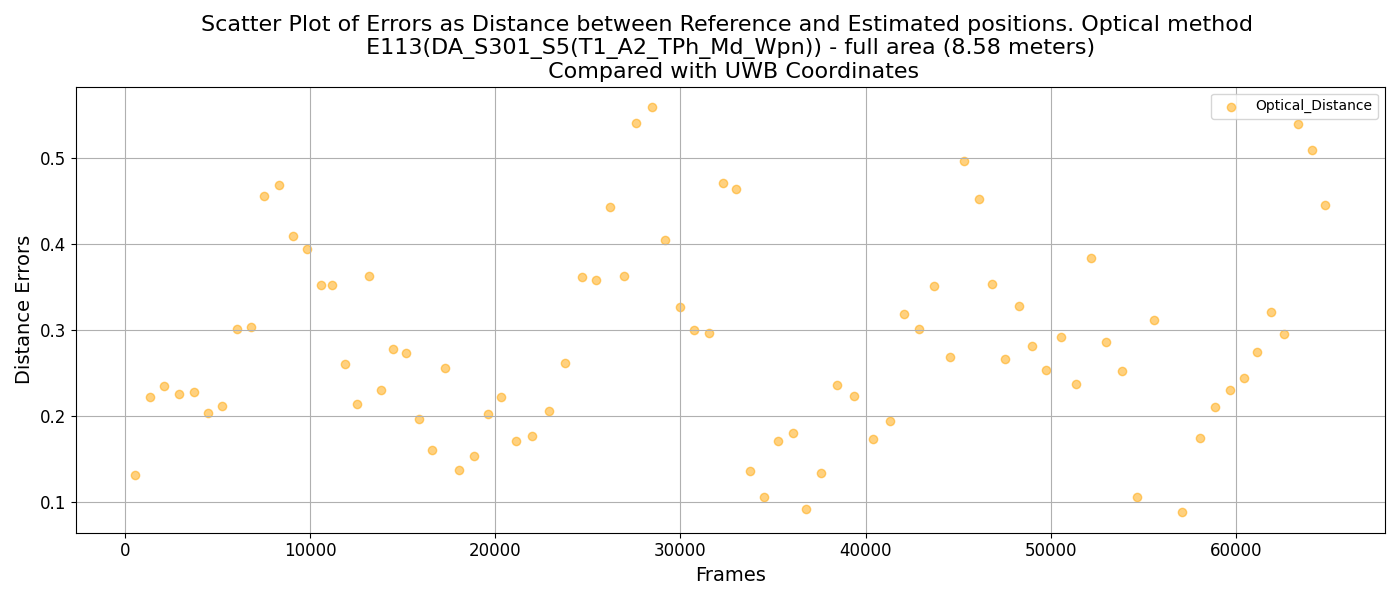 Scatter Plot of Errors as Distance between Reference and Estimated positions. Optical method
E113(DA_S301_S5(T1_A2_TPh_Md_Wpn)) - full area (8.58 meters)
Compared with UWB Coordinates
Optical_Distance
Distance Errors
0.5
0.4
0.3
0.2
0.1
0 10000 20000 30000 40000 50000 60000
Frames